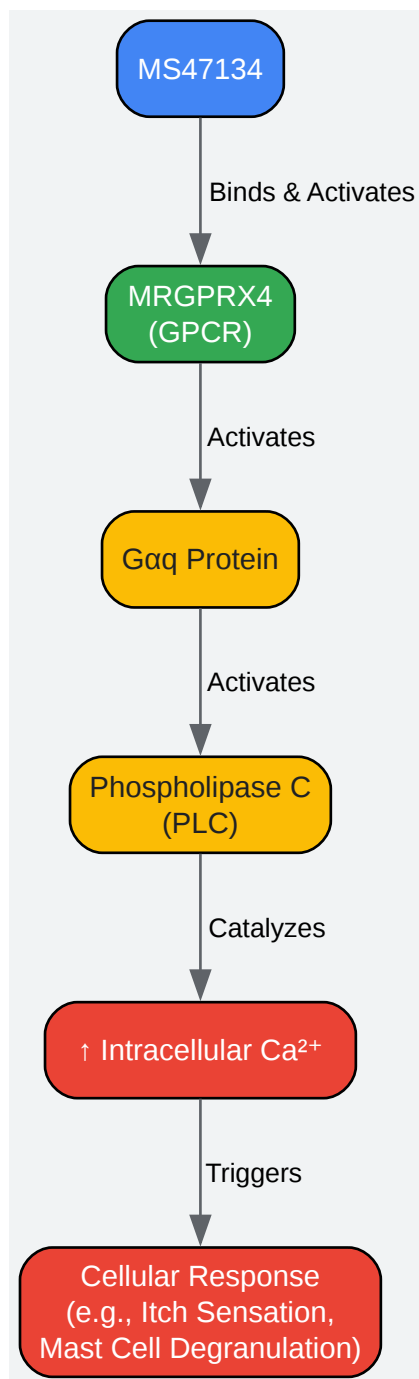 MS47134
Binds & Activates
MRGPRX4
(GPCR)
Activates
Gαq Protein
Activates
Phospholipase C
(PLC)
Catalyzes
↑ Intracellular Ca²⁺
Triggers
Cellular Response
(e.g., Itch Sensation,
Mast Cell Degranulation)